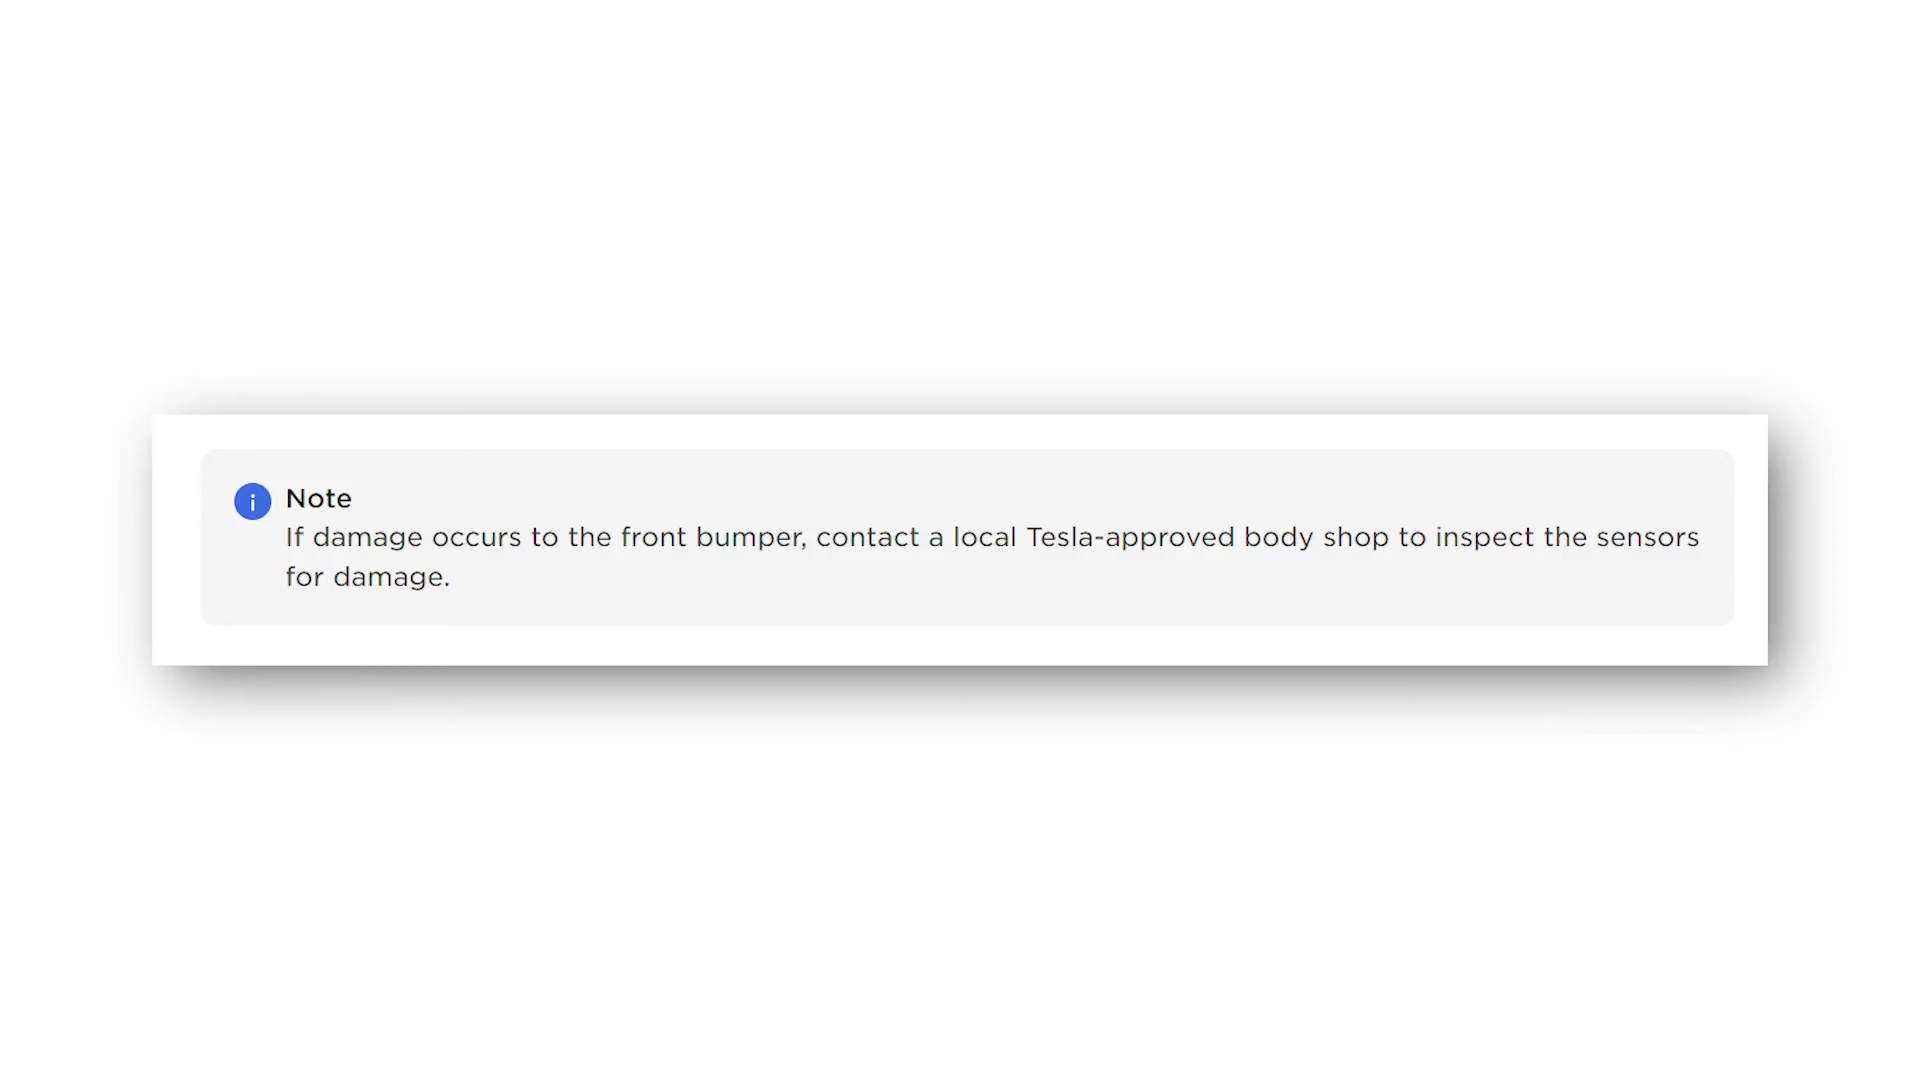 Note
If damage occurs to the front bumper, contact a local Tesla-approved body shop to inspect the sensors
for damage.